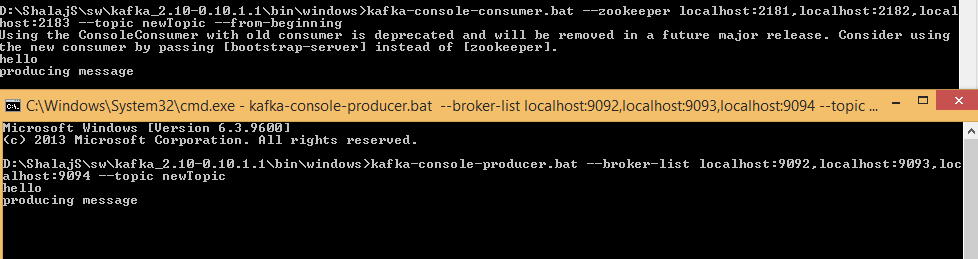 D:\ShalajS\sw\kafka_2.10-0.10.1.1\bin\windows>kafka-console-consumer.bat --zookeeper localhost:2181,localhost:2182,local
host:2183 --topic newTopic --from-beginning
Using the ConsoleConsumer with old consumer is deprecated and will be removed in a future major release. Consider using
the new consumer by passing [bootstrap-server] instead of [zookeeper].
hello
producing message
C:\Windows\System32\cmd.exe - kafka-console-producer.bat --broker-list localhost:9092,localhost:9093,localhost:9094 --topic ...
Microsoft Windows [Version 6.3.9600]
(c) 2013 Microsoft Corporation. All rights reserved.
D:\ShalajS\sw\kafka_2.10-0.10.1.1\bin\windows>kafka-console-producer.bat --broker-list localhost:9092,localhost:9093,loc
alhost:9094 --topic newTopic
hello
producing message